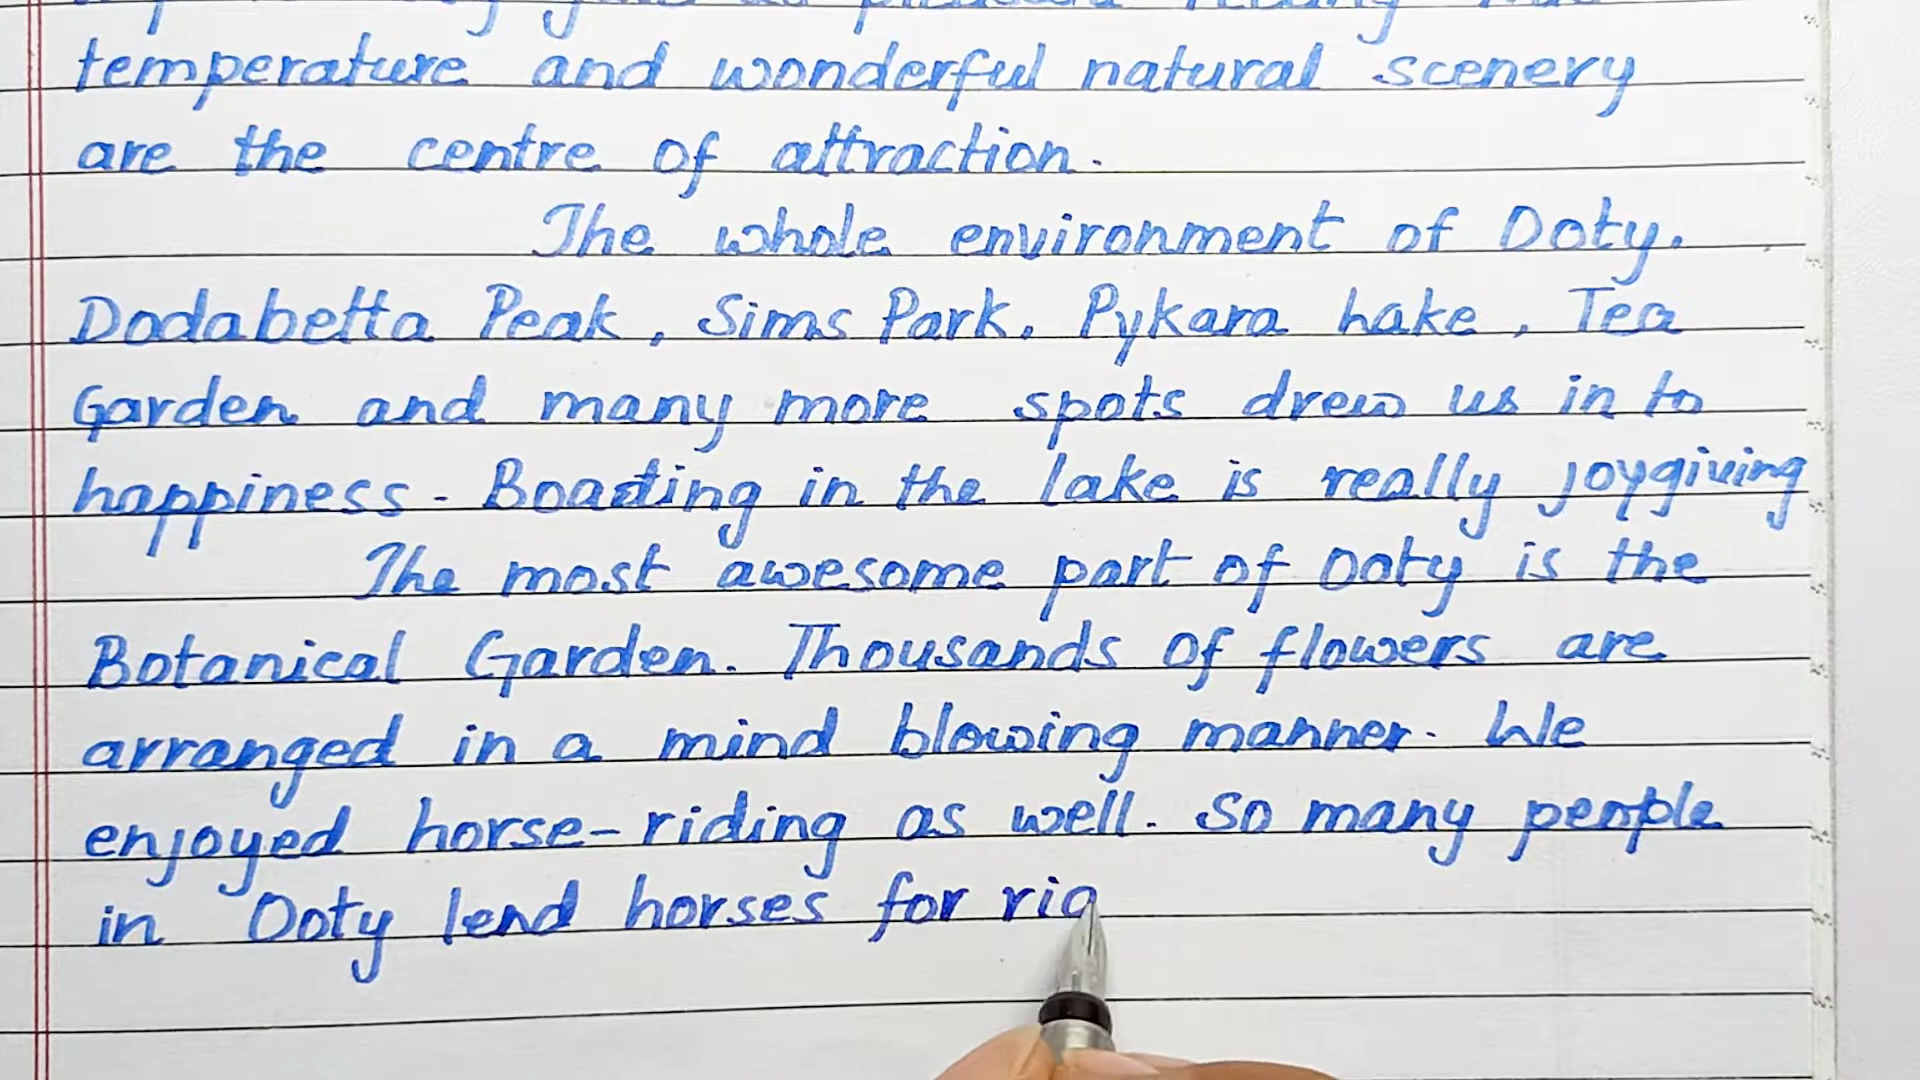 temperature and wonderful natural scenery
are the centre of attraction.
The whole environment of Ooty,
Dodabetta Peak, Sims Park, Pykara Lake, Tea
Garden and many more spots drew us in to
happiness. Boating in the lake is really joygiving
The most awesome part of Ooty is the
Botanical Garden. Thousands of flowers are
arranged in a mind blowing manner. We
enjoyed horse-riding as well. So many people
in Ooty lend horses for